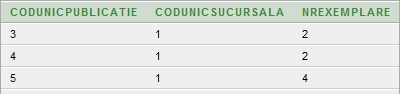 CODUNICPUBLICATIE CODUNICSUCURSALA NREXEMPLARE
3 1 2
4 1 2
5 1 4